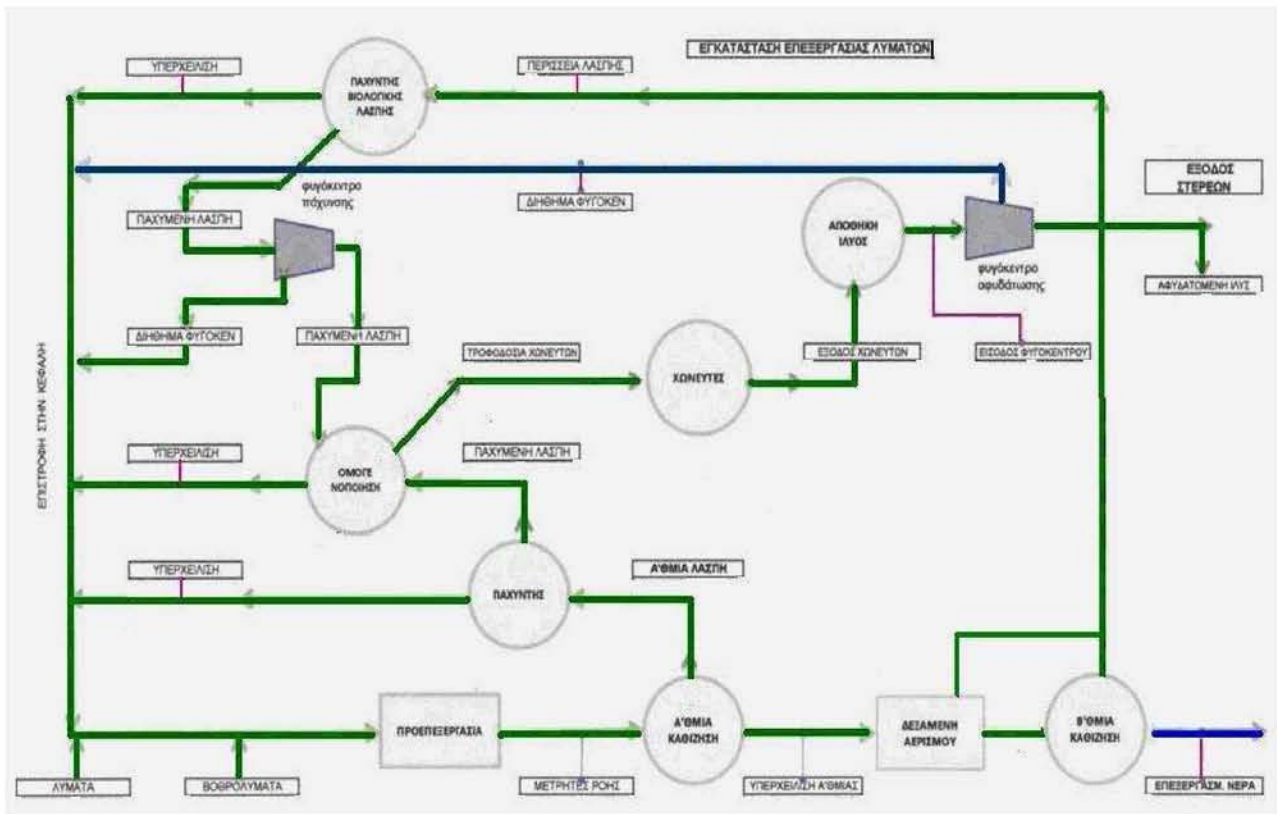 ΕΓΚΑΤΑΣΤΑΣΗ ΕΠΕΞΕΡΓΑΣΙΑΣ ΛΥΜΑΤΩΝ
ΥΠΕΡΧΕΙΛΙΣΗ
ΠΑΧΥΝΤΗΣ
ΒΙΟΛΟΓΙΚΗΣ
ΛΑΣΠΗΣ
ΠΕΡΙΣΣΕΙΑ ΛΑΣΠΗΣ
ΕΞΟΔΟΣ
ΣΤΕΡΕΩΝ
φυγόκεντρο
πάχυνσης
ΠΑΧΥΜΕΝΗ ΛΑΣΠΗ
ΔΙΗΘΗΜΑ ΦΥΓΟΚΕΝ
ΑΠΟΘΗΚΗ
ΙΛΥΟΣ
φυγόκεντρο
αφυδάτωσης
ΑΦΥΔΑΤΟΜΕΝΗ ΙΛΥΣ
ΔΙΗΘΗΜΑ ΦΥΓΟΚΕΝ
ΠΑΧΥΜΕΝΗ ΛΑΣΠΗ
ΤΡΟΦΟΔΟΣΙΑ ΧΩΝΕΥΤΩΝ
ΧΩΝΕΥΤΕΣ
ΕΞΟΔΟΣ ΧΩΝΕΥΤΩΝ
ΕΙΣΟΔΟΣ ΦΥΓΟΚΕΝΤΡΟΥ
ΕΠΙΣΤΡΟΦΗ ΣΤΗΝ ΚΕΦΑΛΗ
ΥΠΕΡΧΕΙΛΙΣΗ
ΟΜΟΓΕ
ΝΟΠΟΙΗΣΗ
ΠΑΧΥΜΕΝΗ ΛΑΣΠΗ
ΥΠΕΡΧΕΙΛΙΣΗ
ΠΑΧΥΝΤΗΣ
Α'ΘΜΙΑ ΛΑΣΠΗ
ΠΡΟΕΠΕΞΕΡΓΑΣΙΑ
Α'ΘΜΙΑ
ΚΑΘΙΖΗΣΗ
ΔΕΞΑΜΕΝΗ
ΑΕΡΙΣΜΟΥ
Β'ΘΜΙΑ
ΚΑΘΙΖΗΣΗ
ΛΥΜΑΤΑ
ΒΟΘΡΟΛΥΜΑΤΑ
ΜΕΤΡΗΤΕΣ ΡΟΗΣ
ΥΠΕΡΧΕΙΛΙΣΗ Α'ΘΜΙΑΣ
ΕΠΕΞΕΡΓΑΣΜ. ΝΕΡΑ